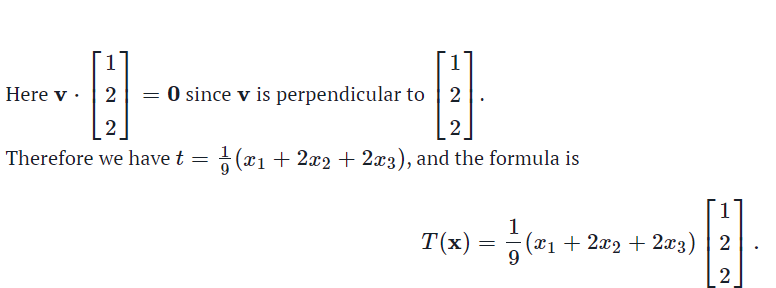 Here v · [1 2 2] = 0 since v is perpendicular to [1 2 2].
Therefore we have t = 1/9 (x₁ + 2x₂ + 2x₃), and the formula is
T(x) = 1/9 (x₁ + 2x₂ + 2x₃) [1 2 2].